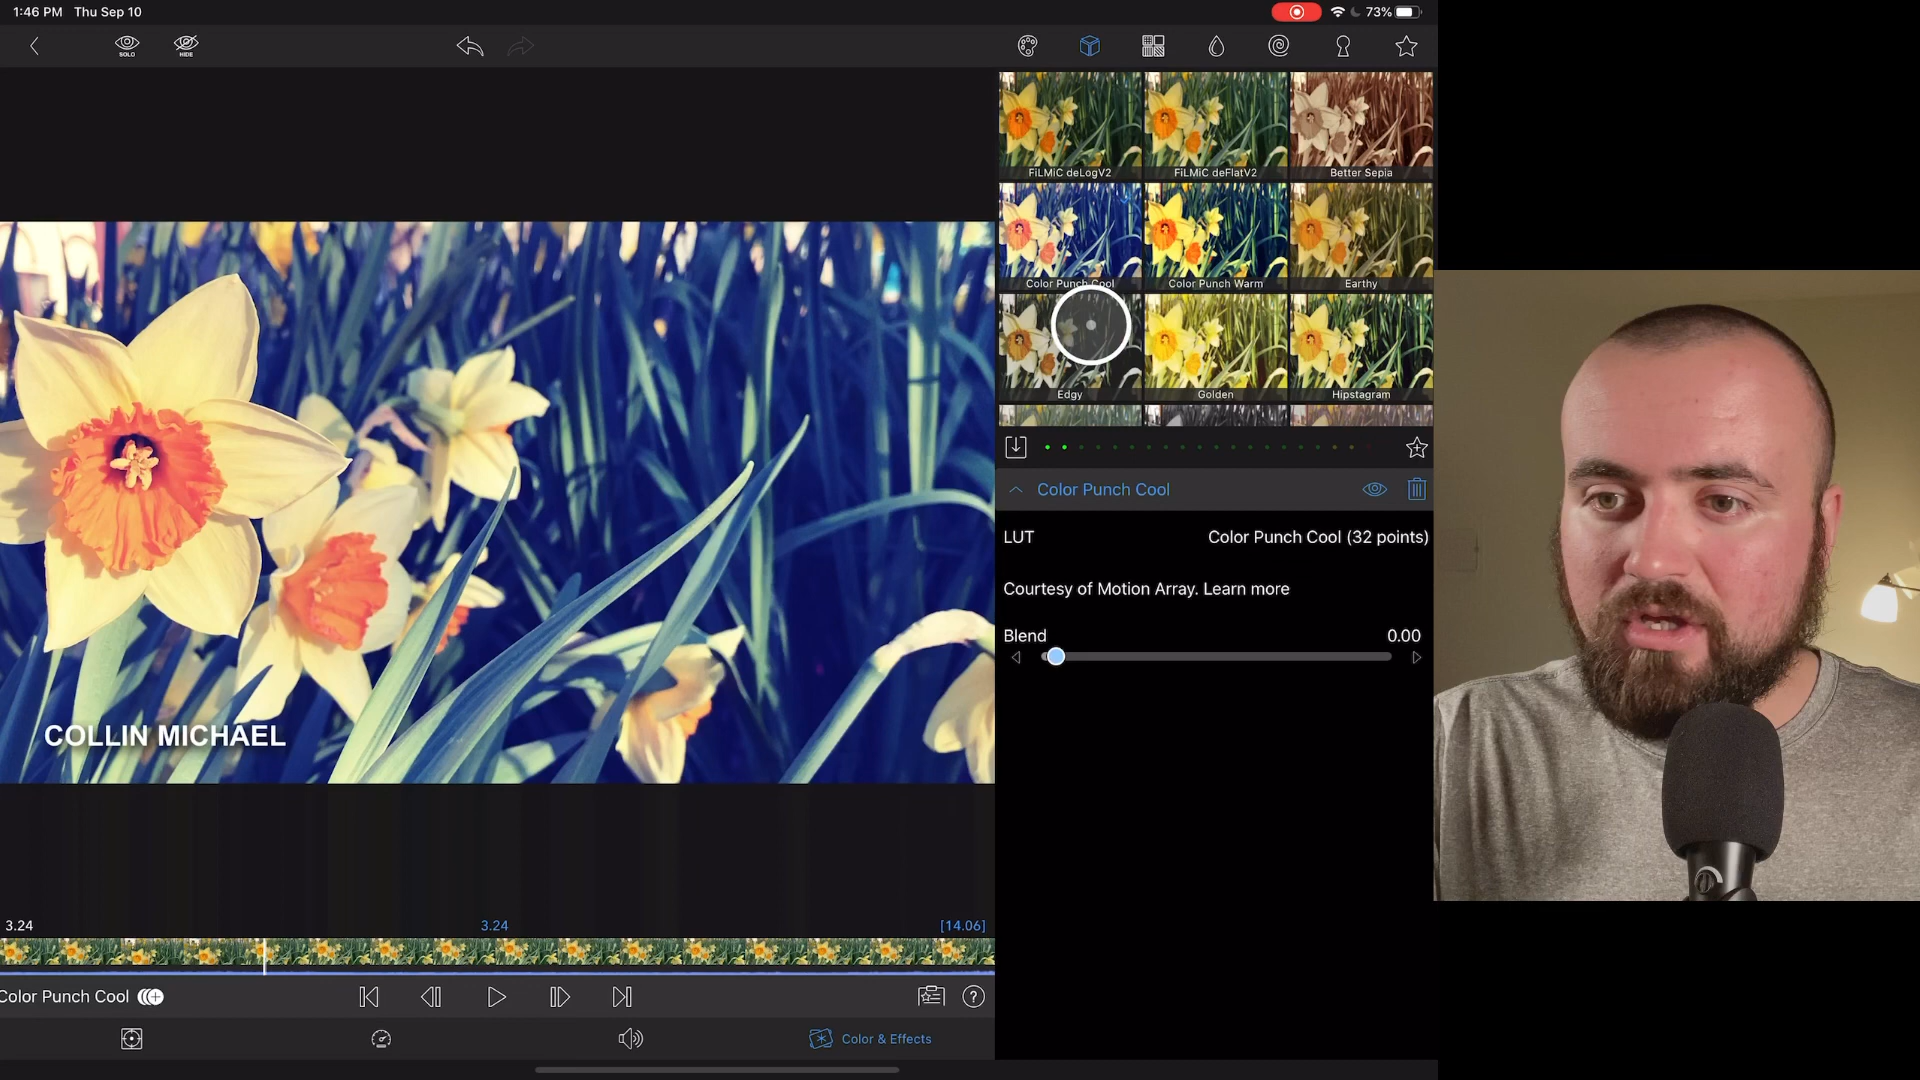 1:46 PM Thu Sep 10
73%
SOLO
HIDE
FiLMiC deLogV2
FiLMiC deFlatV2
Better Sepia
Color Punch Cool
Color Punch Warm
Earthy
Edgy
Golden
Hipstagram
Color Punch Cool
LUT
Color Punch Cool (32 points)
Courtesy of Motion Array. Learn more
Blend
0.00
COLLIN MICHAEL
3.24
3.24
[14.06]
Color Punch Cool
?
Color & Effects